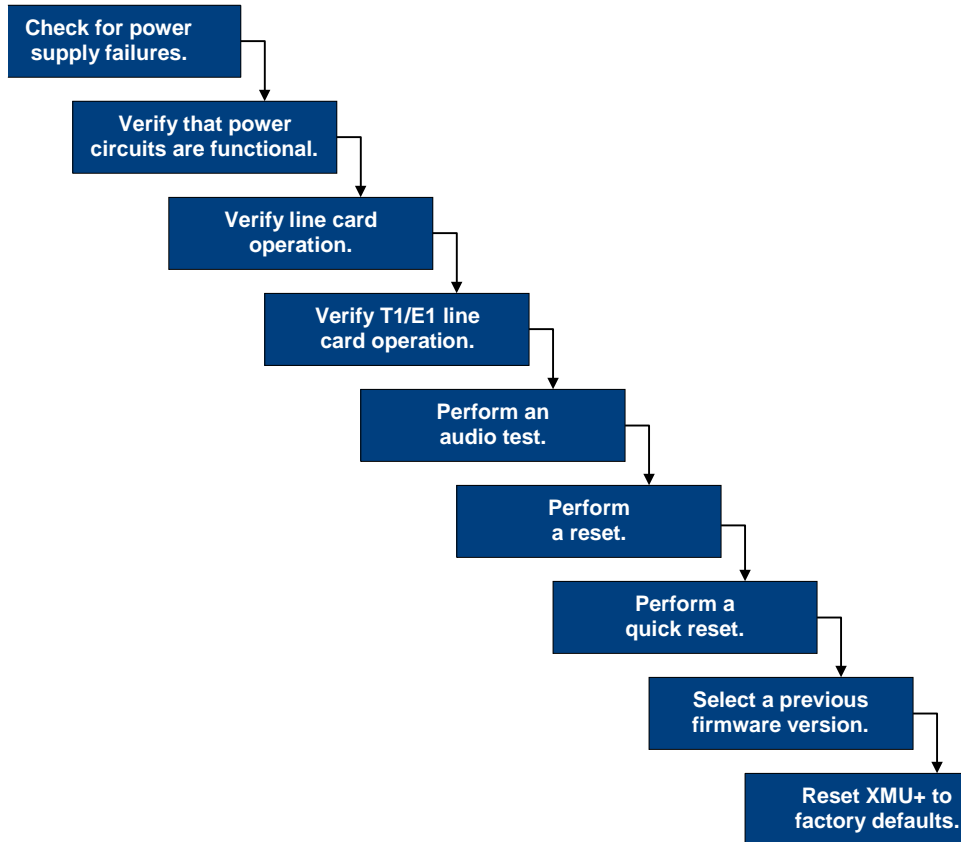 Check for power
supply failures.
Verify that power
circuits are functional.
Verify line card
operation.
Verify T1/E1 line
card operation.
Perform an
audio test.
Perform
a reset.
Perform a
quick reset.
Select a previous
firmware version.
Reset XMU+ to
factory defaults.